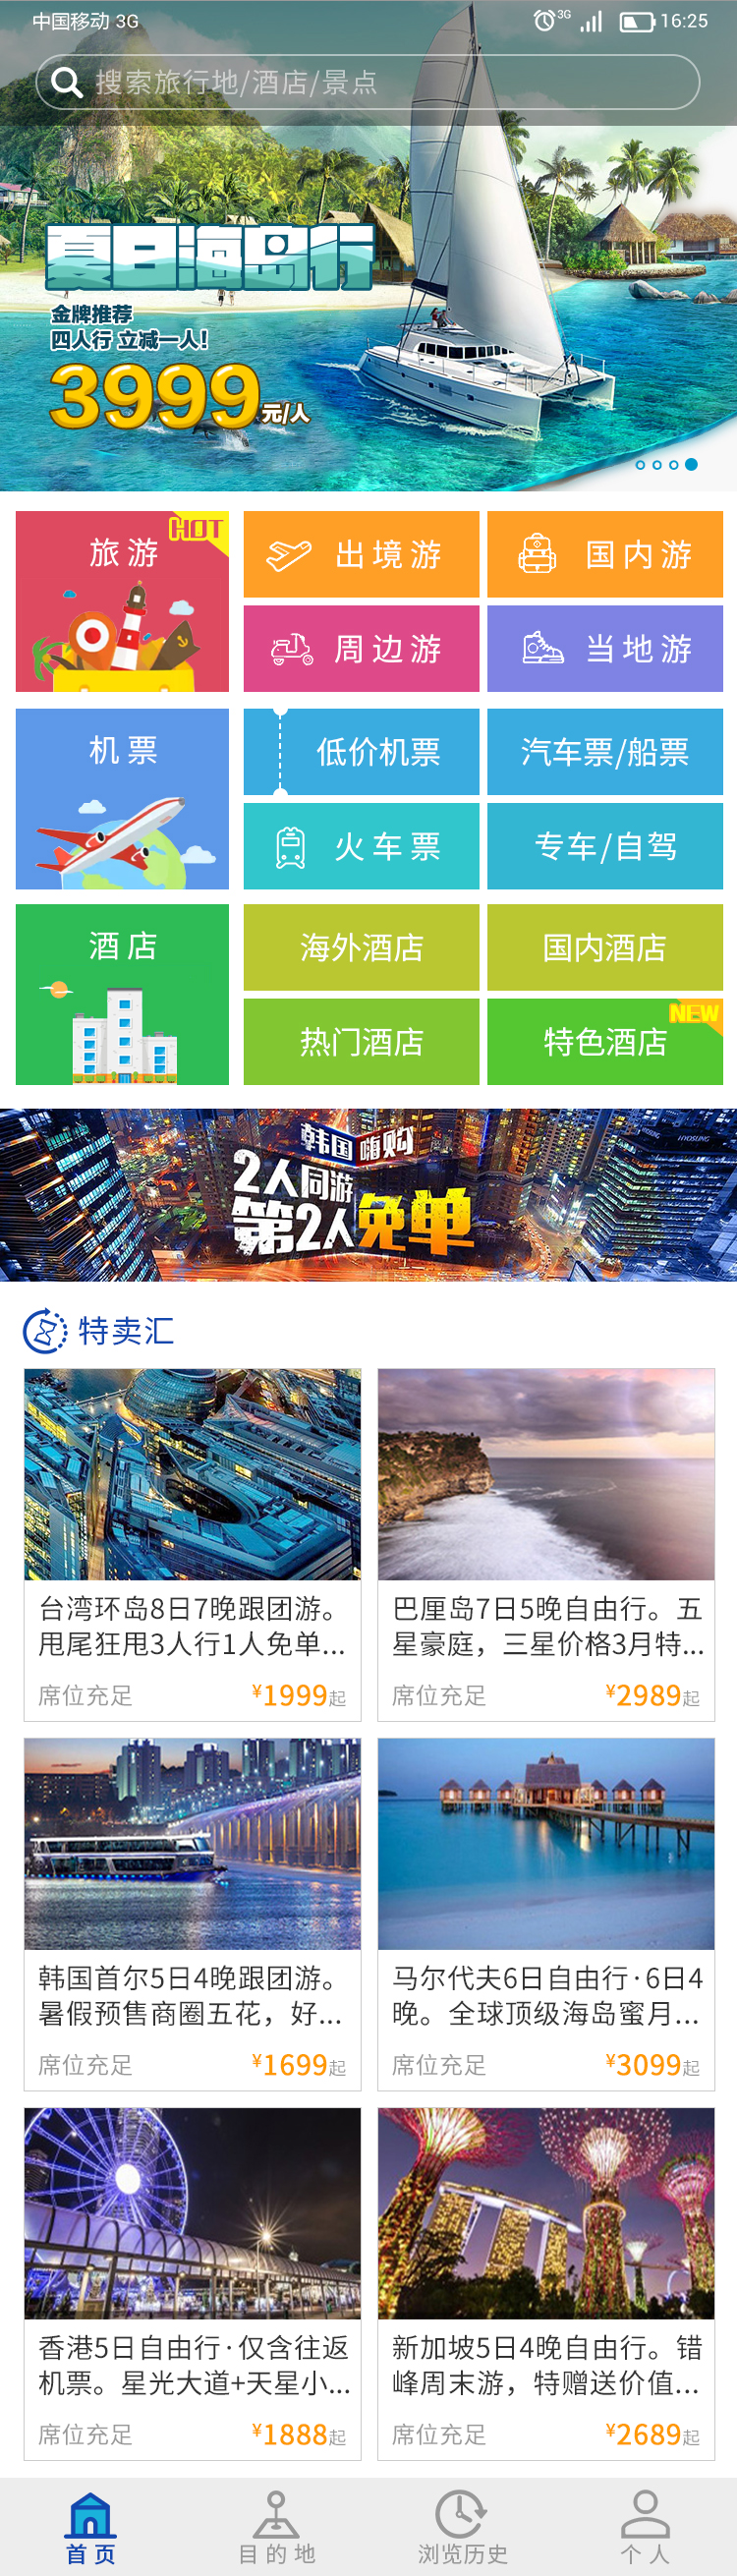 中国移动 3G
3G
16:25
搜索旅行地/酒店/景点
夏日海岛行
金牌推荐
四人行 立减一人!
3999元/人
旅 游
HOT
出 境 游
国 内 游
周 边 游
当 地 游
机 票
低价机票
汽车票/船票
火 车 票
专车/自驾
酒 店
海外酒店
国内酒店
热门酒店
特色酒店
NEW
韩国嗨购
2人同游
第2人免单
HYOSUNG
特卖汇
台湾环岛8日7晚跟团游。
甩尾狂甩3人行1人免单...
席位充足
¥1999起
巴厘岛7日5晚自由行。五
星豪庭，三星价格3月特...
席位充足
¥2989起
韩国首尔5日4晚跟团游。
暑假预售商圈五花，好...
席位充足
¥1699起
马尔代夫6日自由行·6日4
晚。全球顶级海岛蜜月...
席位充足
¥3099起
香港5日自由行·仅含往返
机票。星光大道+天星小...
席位充足
¥1888起
新加坡5日4晚自由行。错
峰周末游，特赠送价值...
席位充足
¥2689起
首 页
目 的 地
浏览历史
个 人